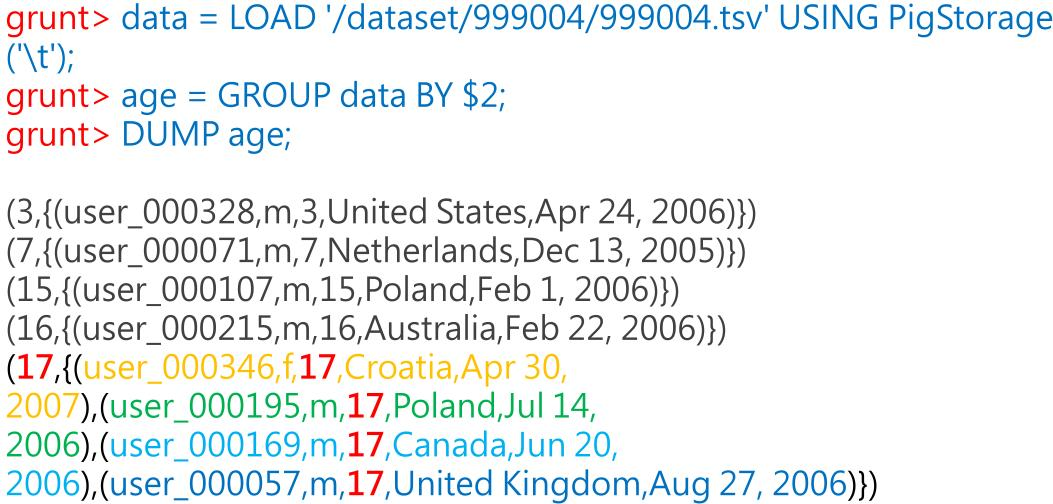 grunt> data = LOAD '/dataset/999004/999004.tsv' USING PigStorage
('\t');
grunt> age = GROUP data BY $2;
grunt> DUMP age;
(3,{(user_000328,m,3,United States,Apr 24, 2006)})
(7,{(user_000071,m,7,Netherlands,Dec 13, 2005)})
(15,{(user_000107,m,15,Poland,Feb 1, 2006)})
(16,{(user_000215,m,16,Australia,Feb 22, 2006)})
(17,{(user_000346,f,17,Croatia,Apr 30,
2007),(user_000195,m,17,Poland,Jul 14,
2006),(user_000169,m,17,Canada,Jun 20,
2006),(user_000057,m,17,United Kingdom,Aug 27, 2006)})